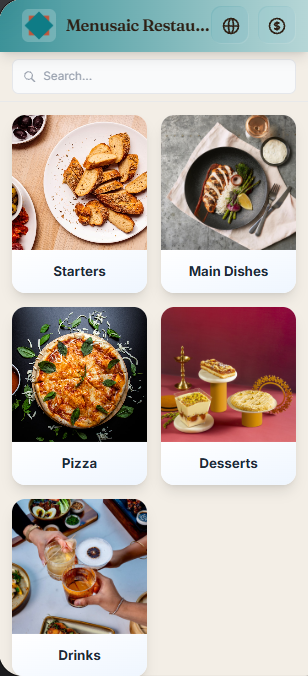 Menusaic Restau...
Search...
Starters
Main Dishes
Pizza
Desserts
Drinks